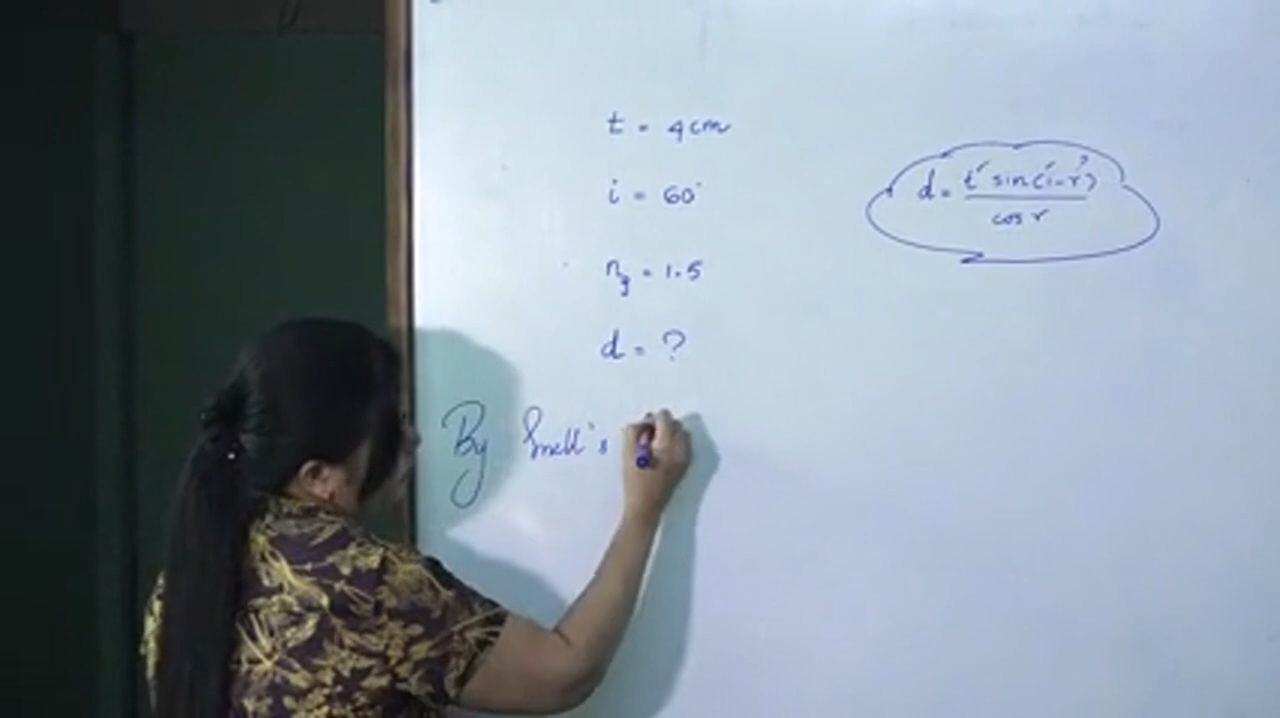 t = 4cm
i = 60°
ng = 1.5
d = ?
d = t sin(i-r)
cos r
By Snell's